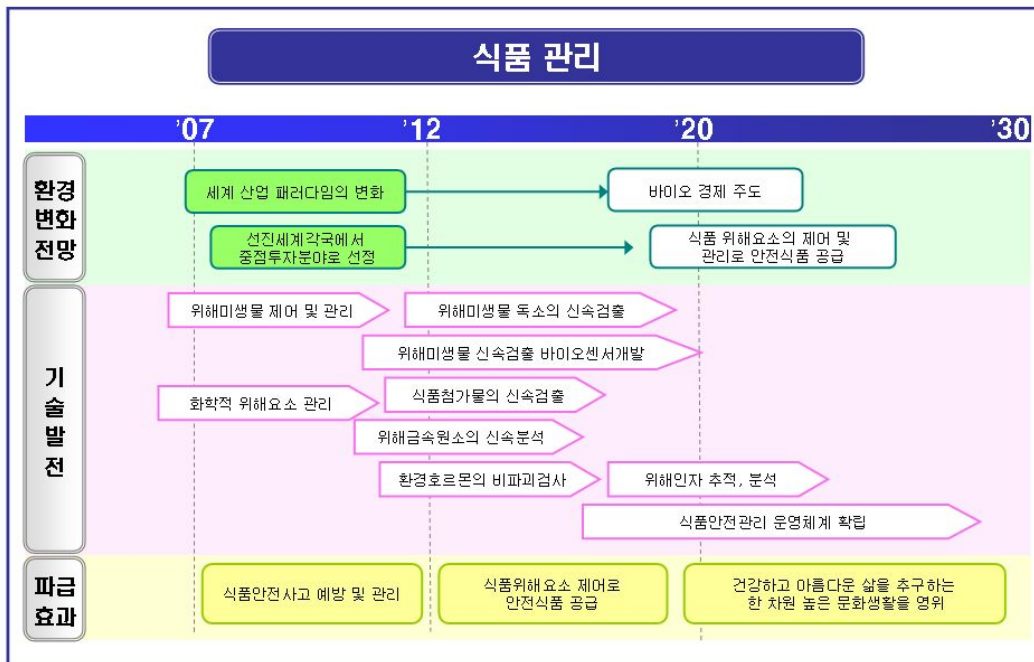 식품 관리
'07
'12
'20
'30
환경
변화
전망
세계 산업 패러다임의 변화
바이오 경제 주도
선진세계각국에서
중점투자분야로 선정
식품 위해요소의 제어 및
관리로 안전식품 공급
기
술
발
전
위해미생물 제어 및 관리
위해미생물 독소의 신속검출
위해미생물 신속검출 바이오센서개발
화학적 위해요소 관리
식품첨가물의 신속검출
위해금속원소의 신속분석
환경호르몬의 비파괴검사
위해인자 추적, 분석
식품안전관리 운영체계 확립
파급
효과
식품안전사고 예방 및 관리
식품위해요소 제어로
안전식품 공급
건강하고 아름다운 삶을 추구하는
한 차원 높은 문화생활을 영위